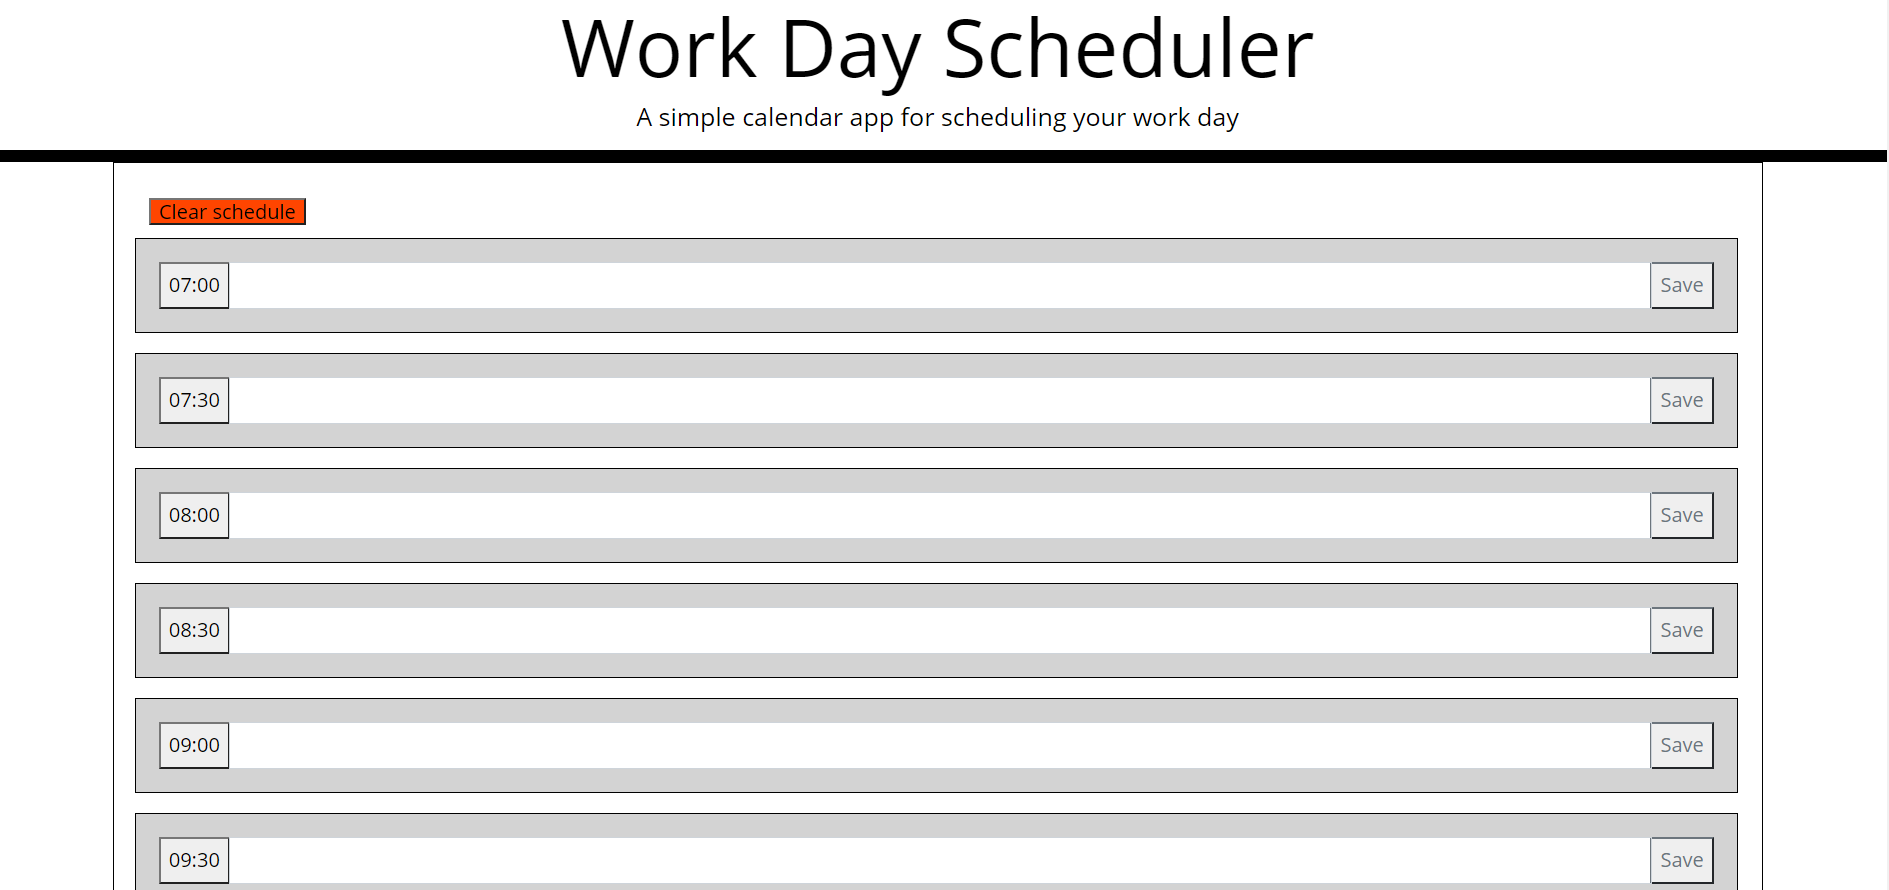 Work Day Scheduler
A simple calendar app for scheduling your work day
Clear schedule
07:00 Save
07:30 Save
08:00 Save
08:30 Save
09:00 Save
09:30 Save